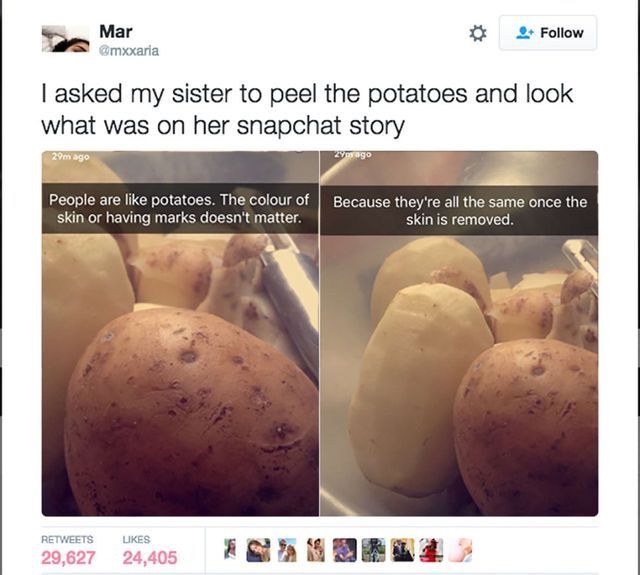 Mar
@mxxaria
Follow
I asked my sister to peel the potatoes and look
what was on her snapchat story
29m ago
29m ago
People are like potatoes. The colour of
skin or having marks doesn't matter.
Because they're all the same once the
skin is removed.
RETWEETS LIKES
29,627 24,405